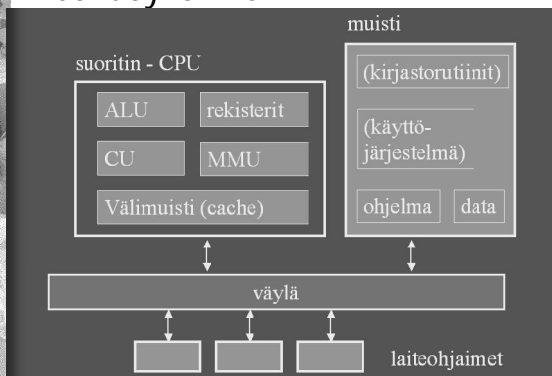 muisti
suoritin - CPU
(kirjastorutiinit)
ALU
rekisterit
(käyttö-
järjestelmä)
CU
MMU
Välimuisti (cache)
ohjelma
data
väylä
laiteohjaimet